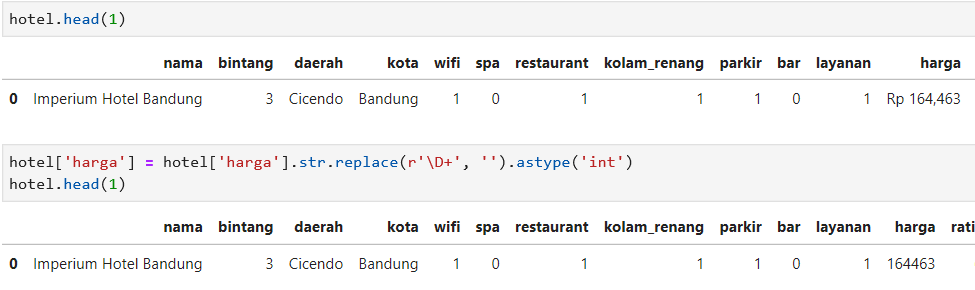 hotel.head(1)
nama bintang daerah kota wifi spa restaurant kolam_renang parkir bar layanan harga
0 Imperium Hotel Bandung 3 Cicendo Bandung 1 0 1 1 1 0 1 Rp 164,463
hotel['harga'] = hotel['harga'].str.replace(r'\D+', '').astype('int')
hotel.head(1)
nama bintang daerah kota wifi spa restaurant kolam_renang parkir bar layanan harga rati
0 Imperium Hotel Bandung 3 Cicendo Bandung 1 0 1 1 1 0 1 164463